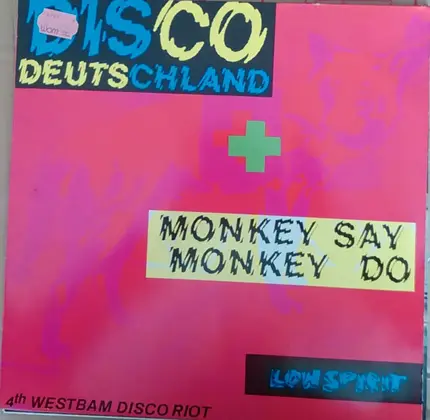 DISCO
DEUTSCHLAND
+
MONKEY SAY
MONKEY DO
LOW SPIRIT
4th WESTBAM DISCO RIOT